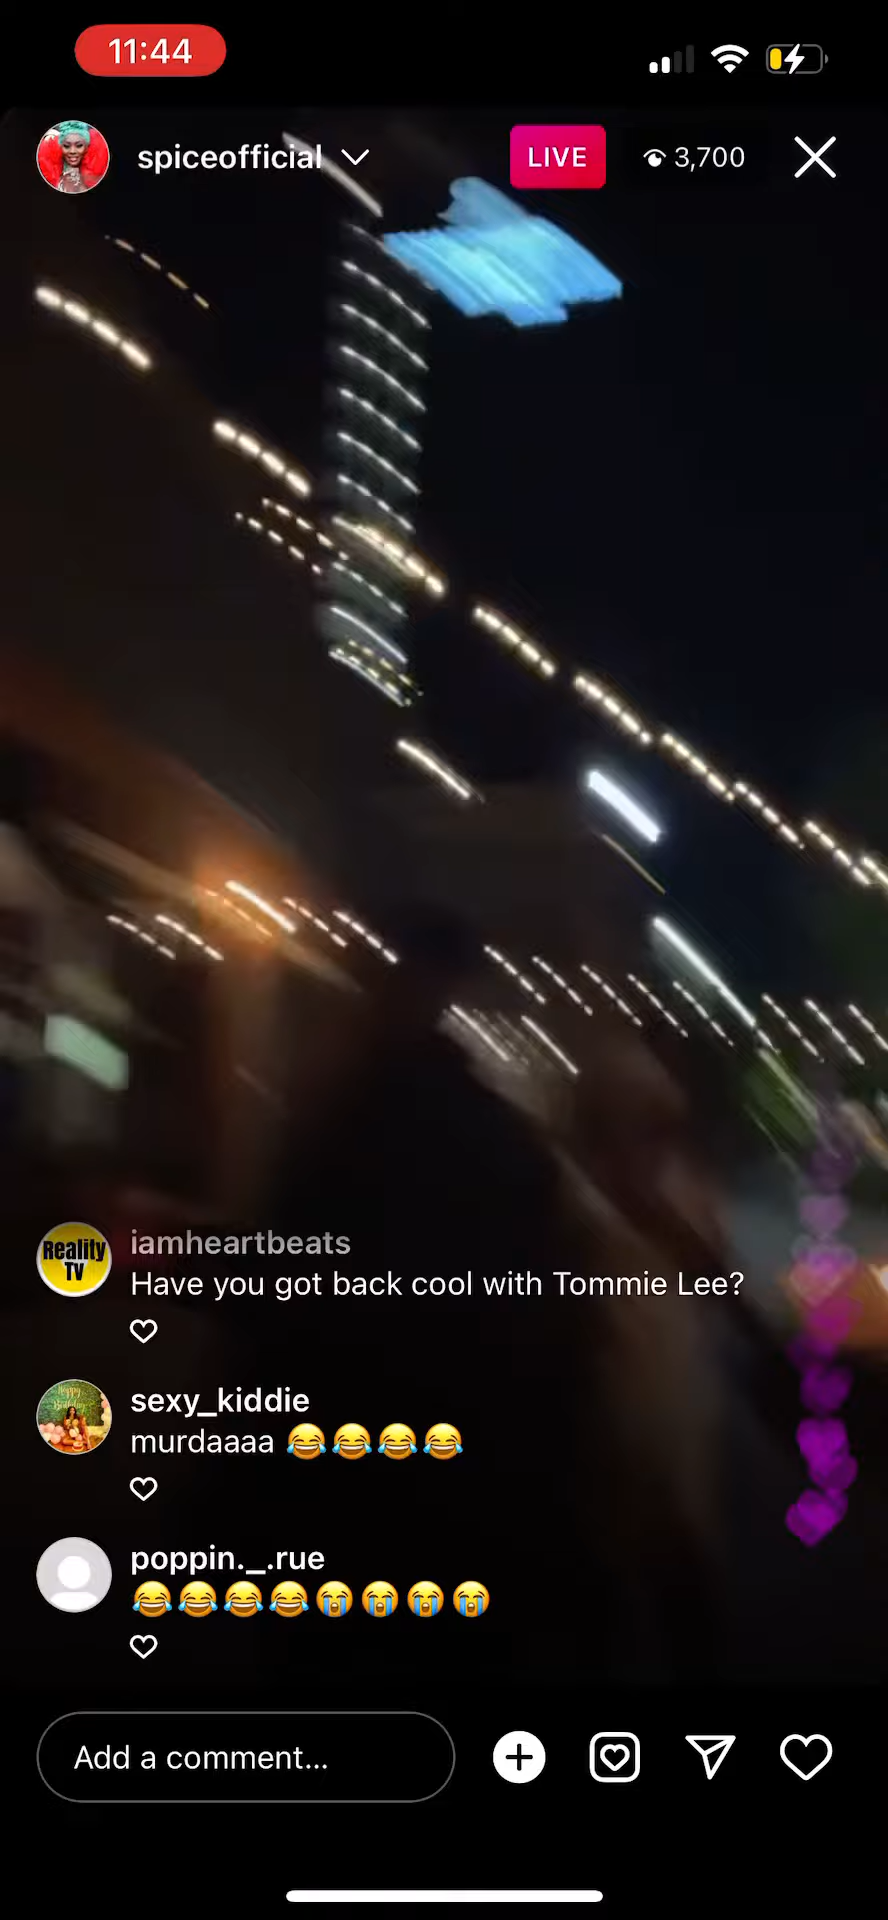 11:44
spiceofficial
LIVE
3,700
Reality
TV
iamheartbeats
Have you got back cool with Tommie Lee?
sexy_kiddie
murdaaaa 😂😂😂😂
poppin._.rue
😂😂😂😂😭😭😭😭
Add a comment...